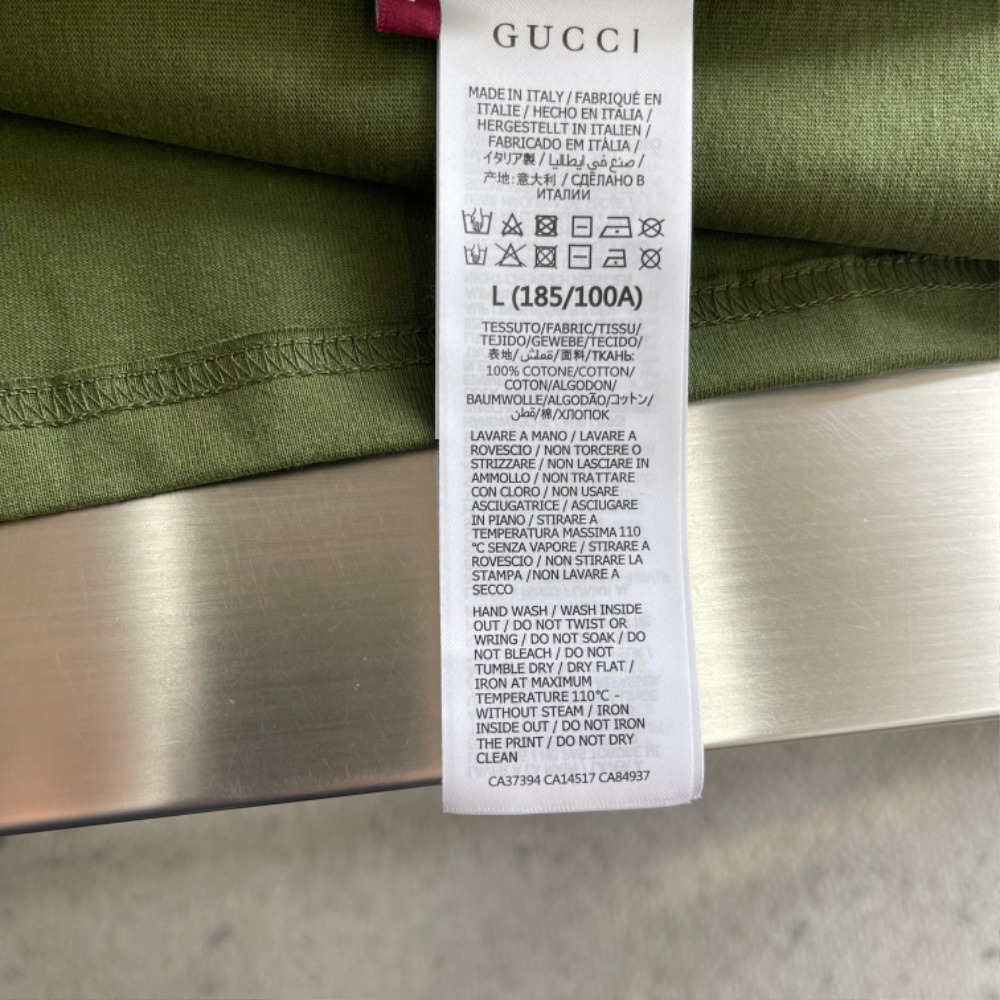 GUCCI
MADE IN ITALY / FABRIQUÉ EN
ITALIE / HECHO EN ITALIA /
HERGESTELLT IN ITALIEN /
FABRICADO EM ITÁLIA /
イタリア製 / صنع في ايطاليا /
产地:意大利 / СДЕЛАНО В
ИТАЛИИ
L (185/100A)
TESSUTO/FABRIC/TISSU/
TEJIDO/GEWEBE/TECIDO/
表地/قماش/面料/ТКАНЬ:
100% COTONE/COTTON/
COTON/ALGODON/
BAUMWOLLE/ALGODÃO/コットン/
قطن/棉/ХЛОПОК
LAVARE A MANO / LAVARE A
ROVESCIO / NON TORCERE O
STRIZZARE / NON LASCIARE IN
AMMOLLO / NON TRATTARE
CON CLORO / NON USARE
ASCIUGATRICE / ASCIUGARE
IN PIANO / STIRARE A
TEMPERATURA MASSIMA 110
°C SENZA VAPORE / STIRARE A
ROVESCIO / NON STIRARE LA
STAMPA /NON LAVARE A
SECCO
HAND WASH / WASH INSIDE
OUT / DO NOT TWIST OR
WRING / DO NOT SOAK / DO
NOT BLEACH / DO NOT
TUMBLE DRY / DRY FLAT /
IRON AT MAXIMUM
TEMPERATURE 110°C -
WITHOUT STEAM / IRON
INSIDE OUT / DO NOT IRON
THE PRINT / DO NOT DRY
CLEAN
CA37394 CA14517 CA84937